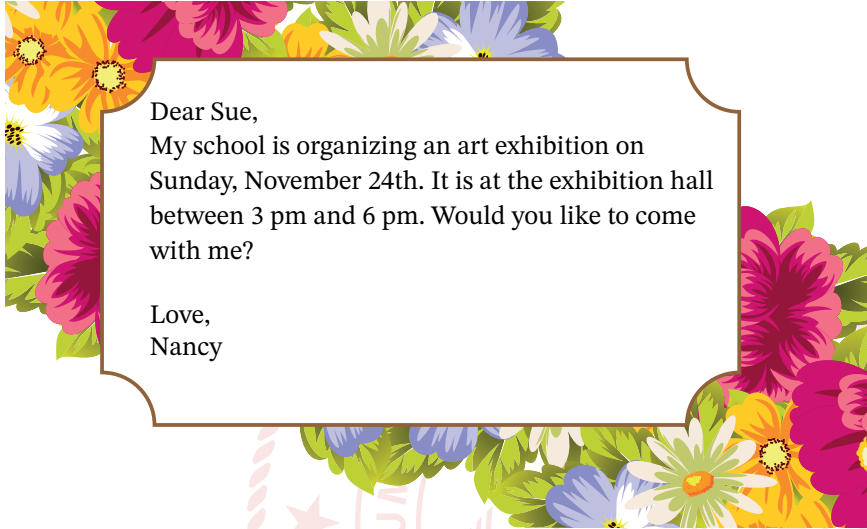 Dear Sue,
My school is organizing an art exhibition on
Sunday, November 24th. It is at the exhibition hall
between 3 pm and 6 pm. Would you like to come
with me?
Love,
Nancy